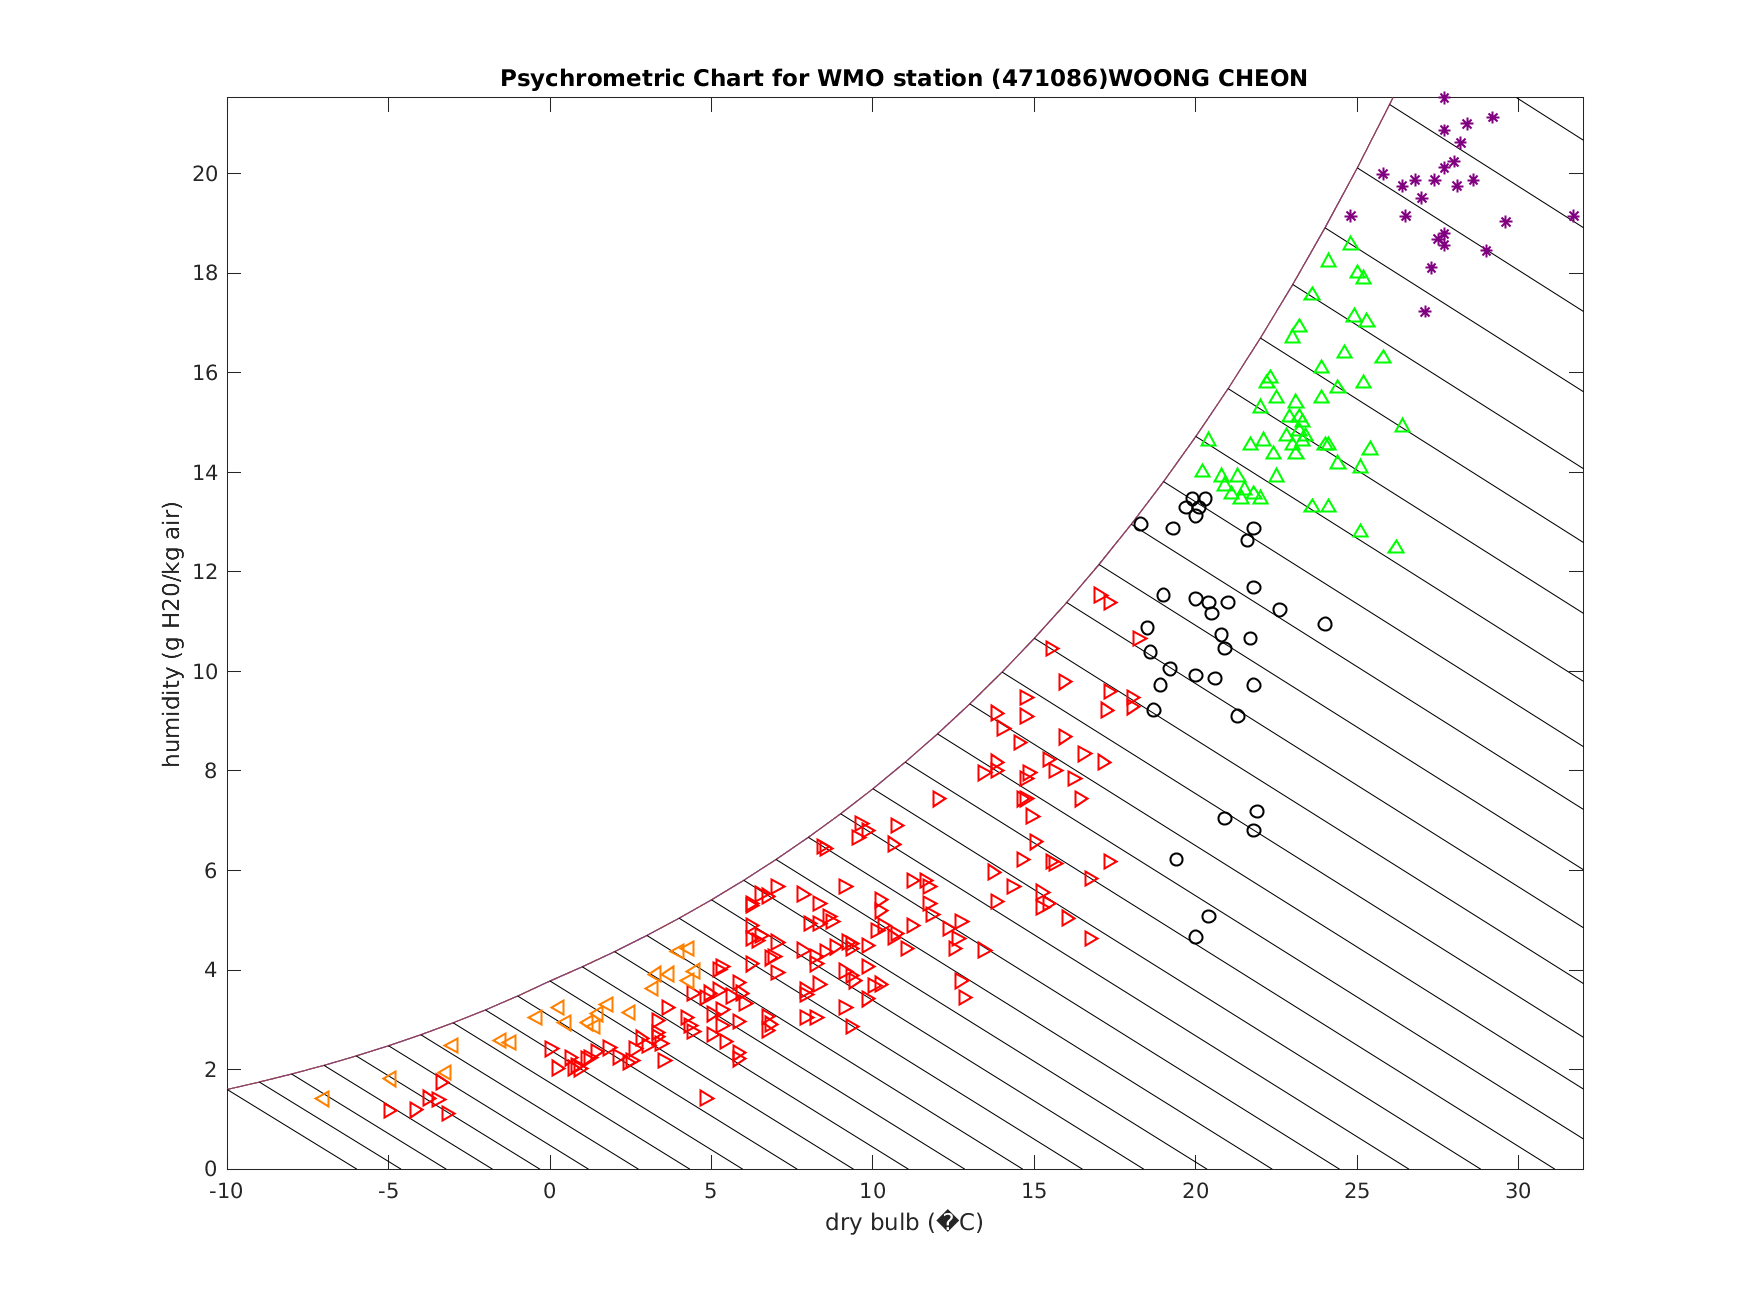 Psychrometric Chart for WMO station (471086)WOONG CHEON
humidity (g H20/kg air)
20
18
16
14
12
10
8
6
4
2
0
-10 -5 0 5 10 15 20 25 30
dry bulb (�C)